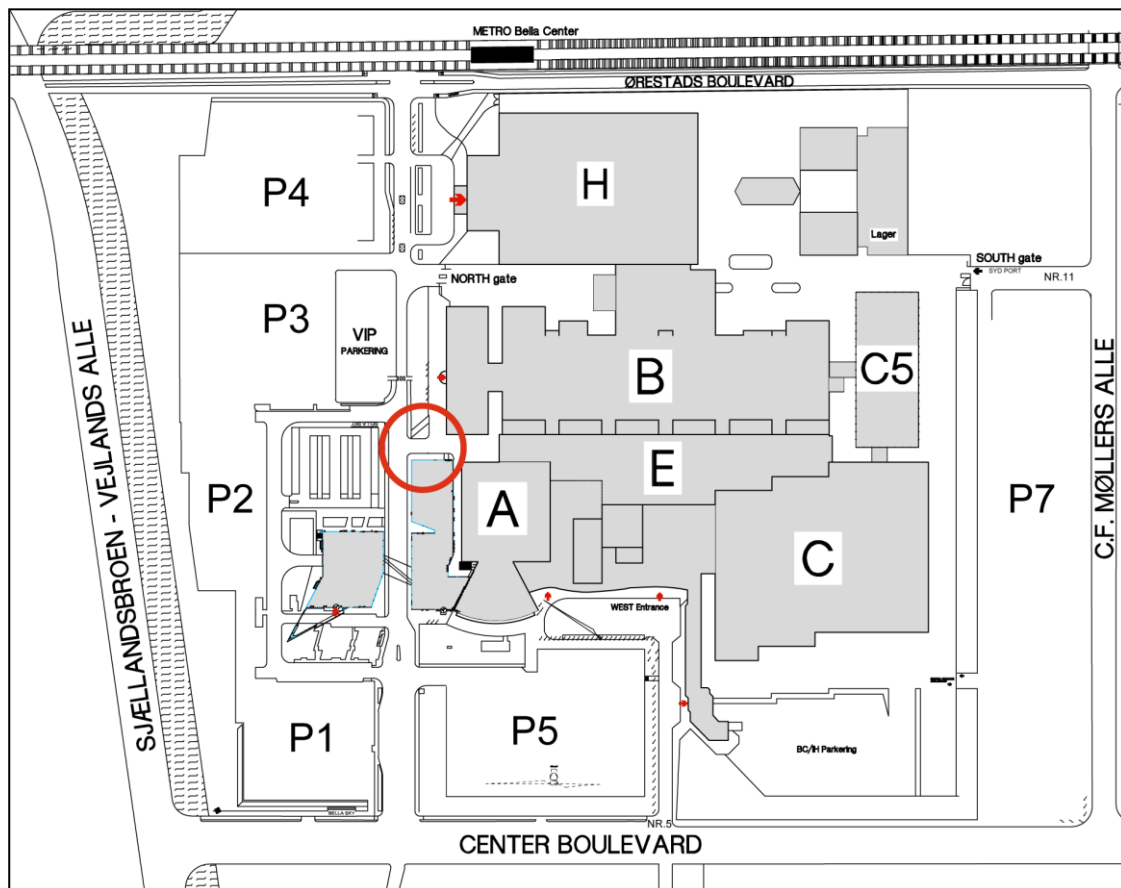 METRO Bella Center
ØRESTADS BOULEVARD
P4
H
Lager
SOUTH gate
SYD PORT
NR.11
NORTH gate
P3
VIP
PARKERING
B
C5
SJÆLLANDSBROEN - VEJLANDS ALLE
C.F. MØLLERS ALLE
E
P2
A
P7
C
WEST Entrance
P1
P5
BC/IH Parkering
BELLA SKY
NR.5
CENTER BOULEVARD